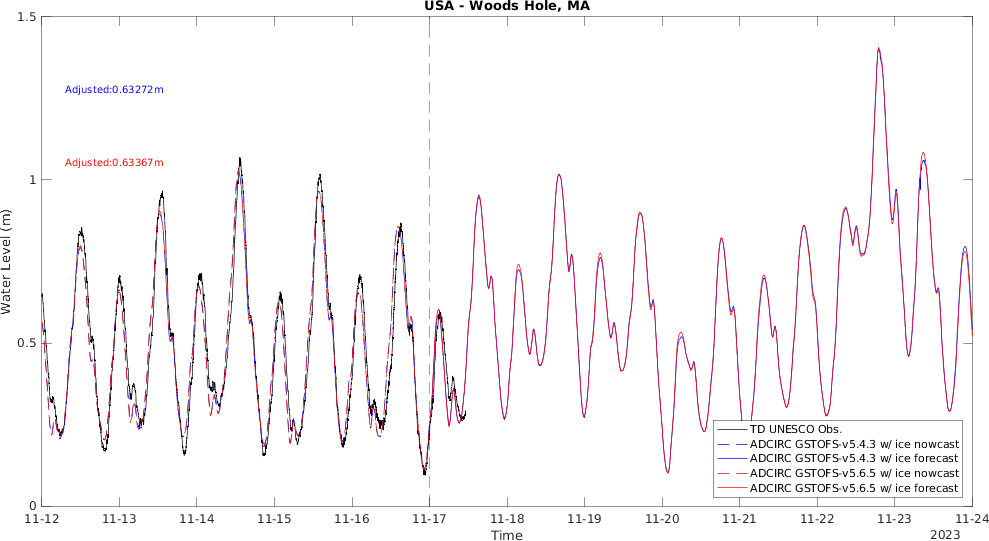 USA - Woods Hole, MA
1.5
1
0.5
0
Water Level (m)
Adjusted:0.63272m
Adjusted:0.63367m
TD UNESCO Obs.
ADCIRC GSTOFS-v5.4.3 w/ ice nowcast
ADCIRC GSTOFS-v5.4.3 w/ ice forecast
ADCIRC GSTOFS-v5.6.5 w/ ice nowcast
ADCIRC GSTOFS-v5.6.5 w/ ice forecast
11-12 11-13 11-14 11-15 11-16 11-17 11-18 11-19 11-20 11-21 11-22 11-23 11-24
Time
2023